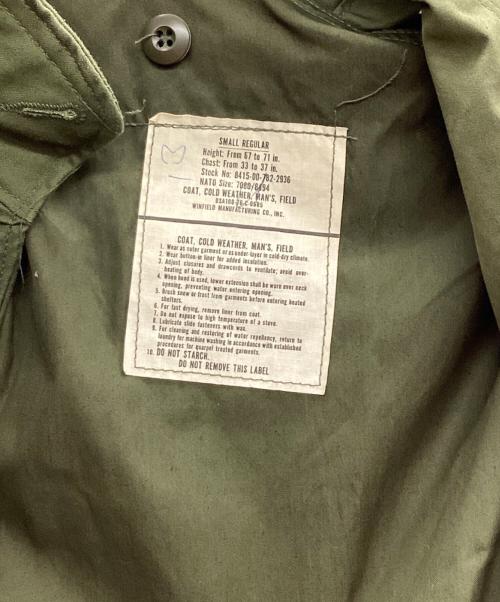 SMALL REGULAR
Height: From 67 to 71 in.
Chest: From 33 to 37 in.
Stock No: 8415-00-782-2936
NATO Size: 7080/8494
COAT, COLD WEATHER, MAN'S, FIELD
DSA100-76-C-0595
WINFIELD MANUFACTURING CO., INC.
COAT, COLD WEATHER, MAN'S, FIELD
1. Wear as outer garment or as under-layer in cold-dry climate.
2. Wear button-in liner for added insulation.
3. Adjust closures and drawcords to ventilate; avoid over-
heating of body.
4. When hood is used, lower extension shall be worn over neck
opening, preventing water entering opening.
5. Brush snow or frost from garments before entering heated
shelters.
6. For fast drying, remove liner from coat.
7. Do not expose to high temperature of a stove.
8. Lubricate slide fasteners with wax.
9. For cleaning and restoring of water repellency, return to
laundry for machine washing in accordance with established
procedures for quarpel treated garments.
10. DO NOT STARCH.
DO NOT REMOVE THIS LABEL